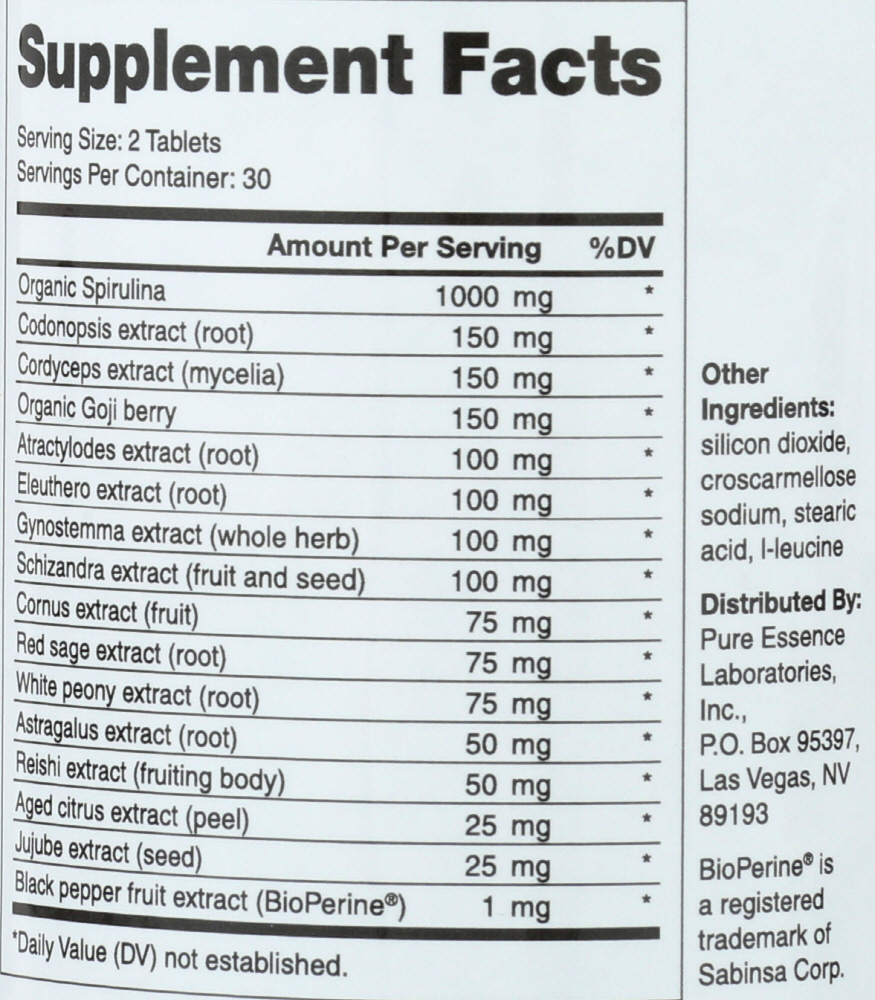 Supplement Facts
Serving Size: 2 Tablets
Servings Per Container: 30
Amount Per Serving %DV
Organic Spirulina 1000 mg *
Codonopsis extract (root) 150 mg *
Cordyceps extract (mycelia) 150 mg *
Organic Goji berry 150 mg *
Atractylodes extract (root) 100 mg *
Eleuthero extract (root) 100 mg *
Gynostemma extract (whole herb) 100 mg *
Schizandra extract (fruit and seed) 100 mg *
Cornus extract (fruit) 75 mg *
Red sage extract (root) 75 mg *
White peony extract (root) 75 mg *
Astragalus extract (root) 50 mg *
Reishi extract (fruiting body) 50 mg *
Aged citrus extract (peel) 25 mg *
Jujube extract (seed) 25 mg *
Black pepper fruit extract (BioPerine®) 1 mg *
*Daily Value (DV) not established.
Other
Ingredients:
silicon dioxide,
croscarmellose
sodium, stearic
acid, l-leucine
Distributed By:
Pure Essence
Laboratories,
Inc.,
P.O. Box 95397,
Las Vegas, NV
89193
BioPerine® is
a registered
trademark of
Sabinsa Corp.